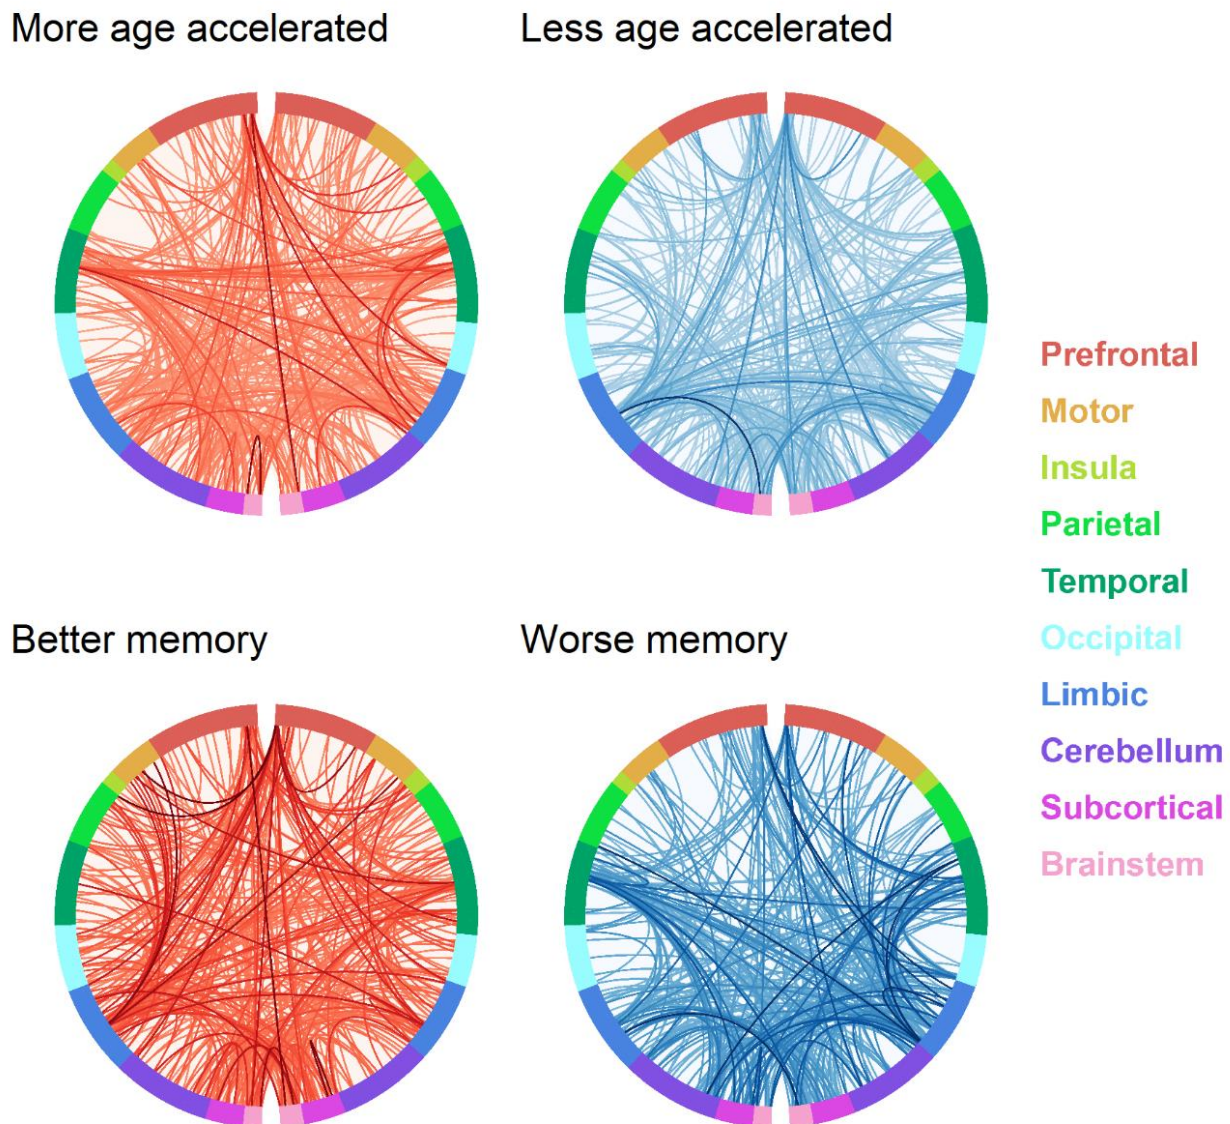 More age accelerated
Less age accelerated
Prefrontal
Motor
Insula
Parietal
Temporal
Occipital
Limbic
Cerebellum
Subcortical
Brainstem
Better memory
Worse memory